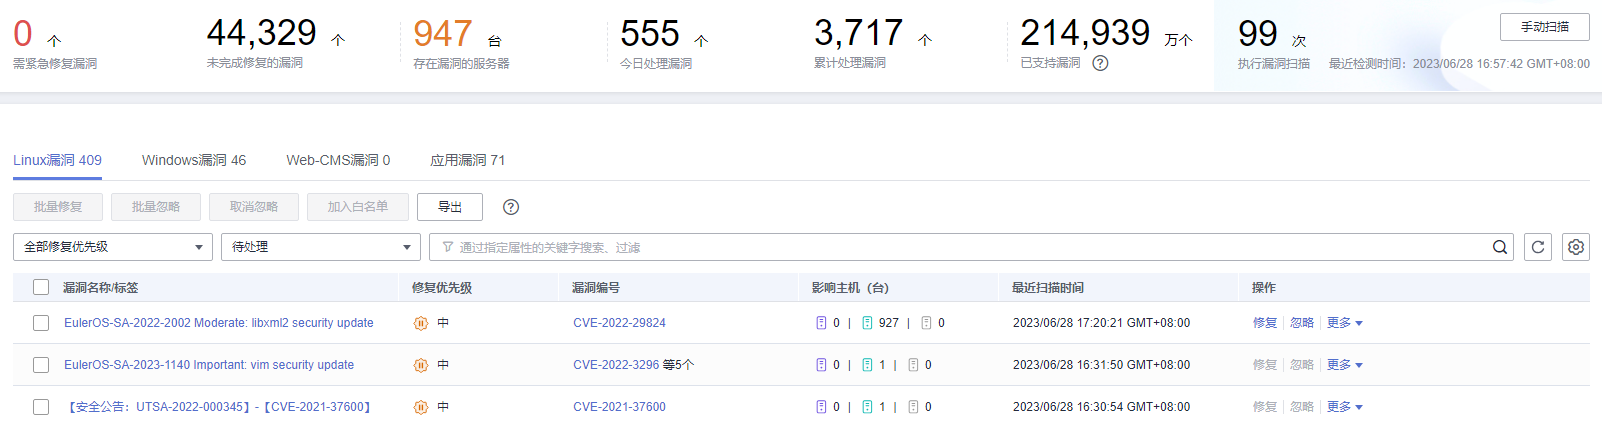 0 个
需紧急修复漏洞
44,329 个
未完成修复的漏洞
947 台
存在漏洞的服务器
555 个
今日处理漏洞
3,717 个
累计处理漏洞
214,939 万个
已支持漏洞 ?
99 次
执行漏洞扫描
手动扫描
最近检测时间：2023/06/28 16:57:42 GMT+08:00
Linux漏洞 409 Windows漏洞 46 Web-CMS漏洞 0 应用漏洞 71
批量修复 批量忽略 取消忽略 加入白名单 导出 ?
全部修复优先级 待处理 通过指定属性的关键字搜索、过滤
漏洞名称/标签 修复优先级 漏洞编号 影响主机（台） 最近扫描时间 操作
EulerOS-SA-2022-2002 Moderate: libxml2 security update 中 CVE-2022-29824 0 | 927 | 0 2023/06/28 17:20:21 GMT+08:00 修复 忽略 更多
EulerOS-SA-2023-1140 Important: vim security update 中 CVE-2022-3296 等5个 0 | 1 | 0 2023/06/28 16:31:50 GMT+08:00 修复 忽略 更多
【安全公告：UTSA-2022-000345】-【CVE-2021-37600】 中 CVE-2021-37600 0 | 1 | 0 2023/06/28 16:30:54 GMT+08:00 修复 忽略 更多